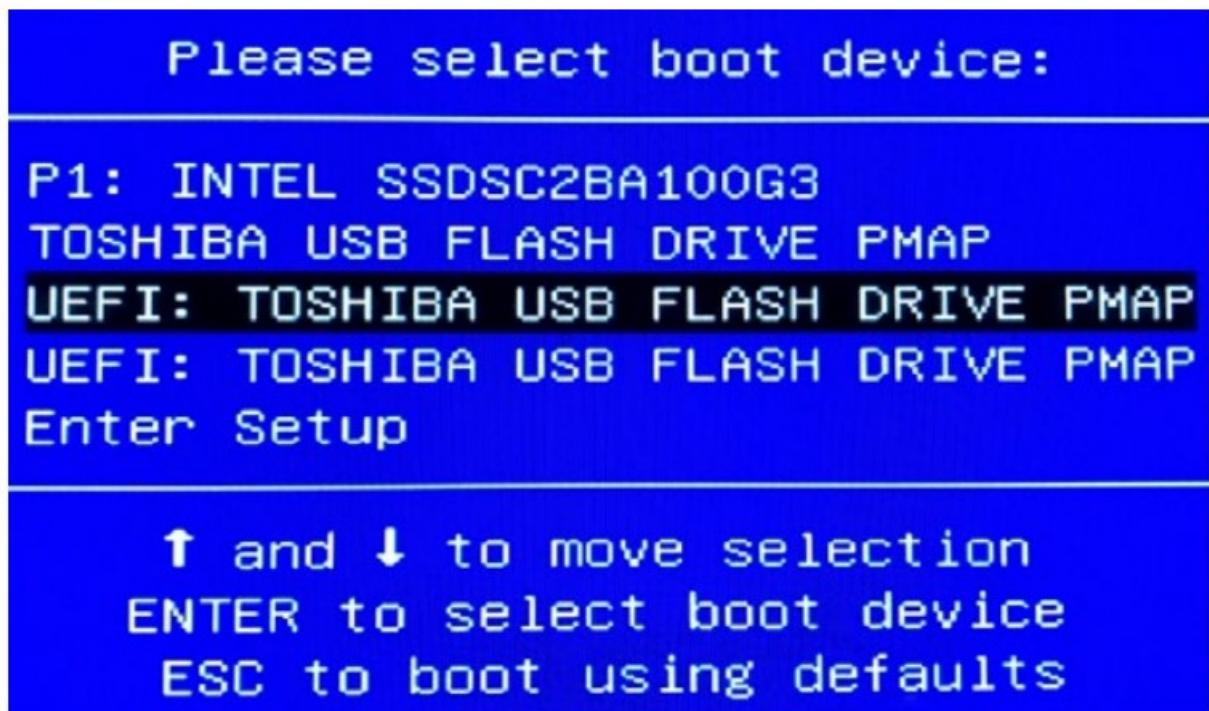 Please select boot device:
P1: INTEL SSDSC2BA100G3
TOSHIBA USB FLASH DRIVE PMAP
UEFI: TOSHIBA USB FLASH DRIVE PMAP
UEFI: TOSHIBA USB FLASH DRIVE PMAP
Enter Setup
↑ and ↓ to move selection
ENTER to select boot device
ESC to boot using defaults